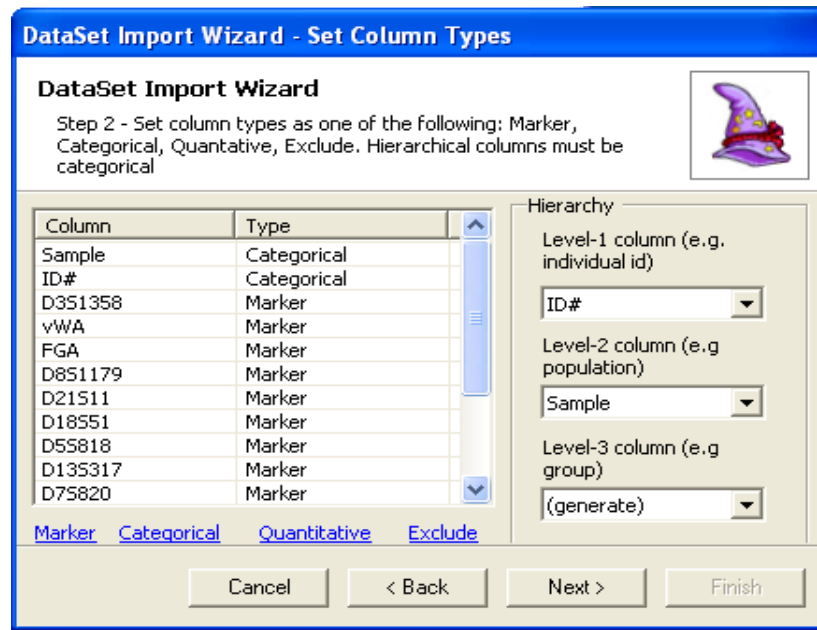 DataSet Import Wizard - Set Column Types
DataSet Import Wizard
Step 2 - Set column types as one of the following: Marker,
Categorical, Quantative, Exclude. Hierarchical columns must be
categorical
Column Type
Sample Categorical
ID# Categorical
D3S1358 Marker
vWA Marker
FGA Marker
D8S1179 Marker
D21S11 Marker
D18S51 Marker
D5S818 Marker
D13S317 Marker
D7S820 Marker
Marker Categorical Quantitative Exclude
Hierarchy
Level-1 column (e.g.
individual id)
ID#
Level-2 column (e.g
population)
Sample
Level-3 column (e.g
group)
(generate)
Cancel < Back Next > Finish